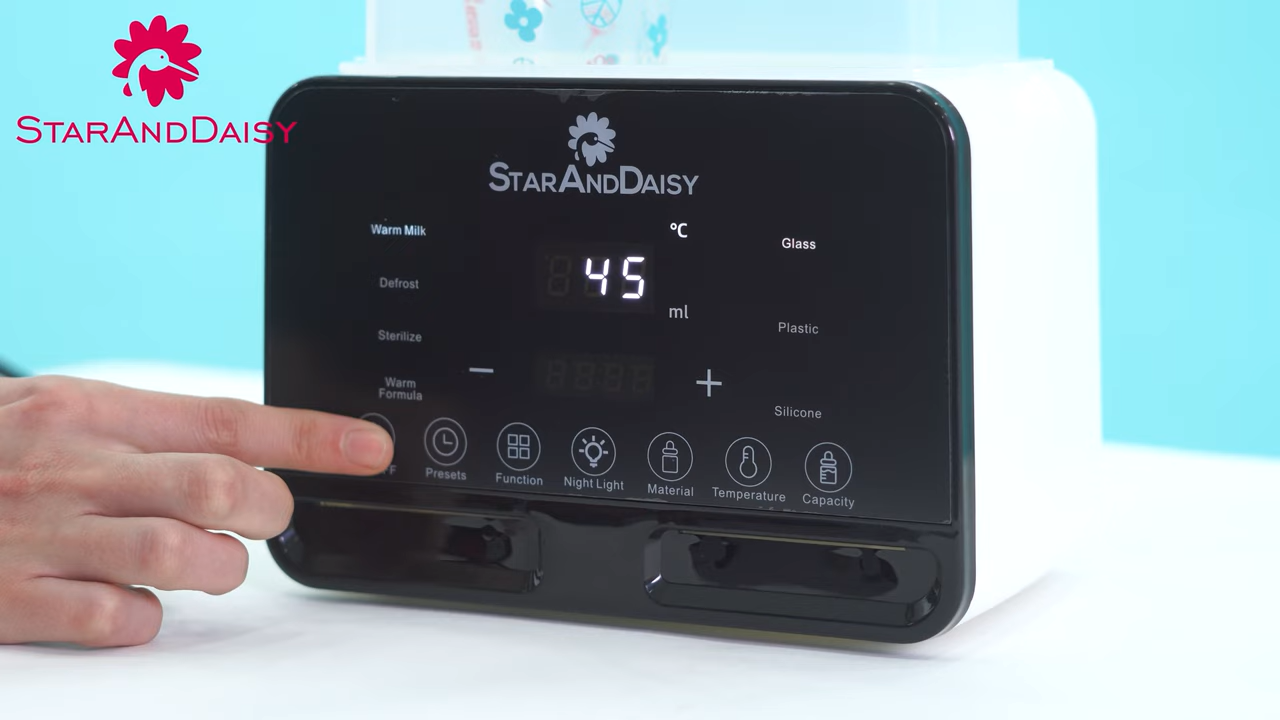 STARANDDAISY
STARANDDAISY
Warm Milk
Defrost
Sterilize
Warm
Formula
°C
45
ml
Glass
Plastic
Silicone
− +
Presets
Function
Night Light
Material
Temperature
Capacity